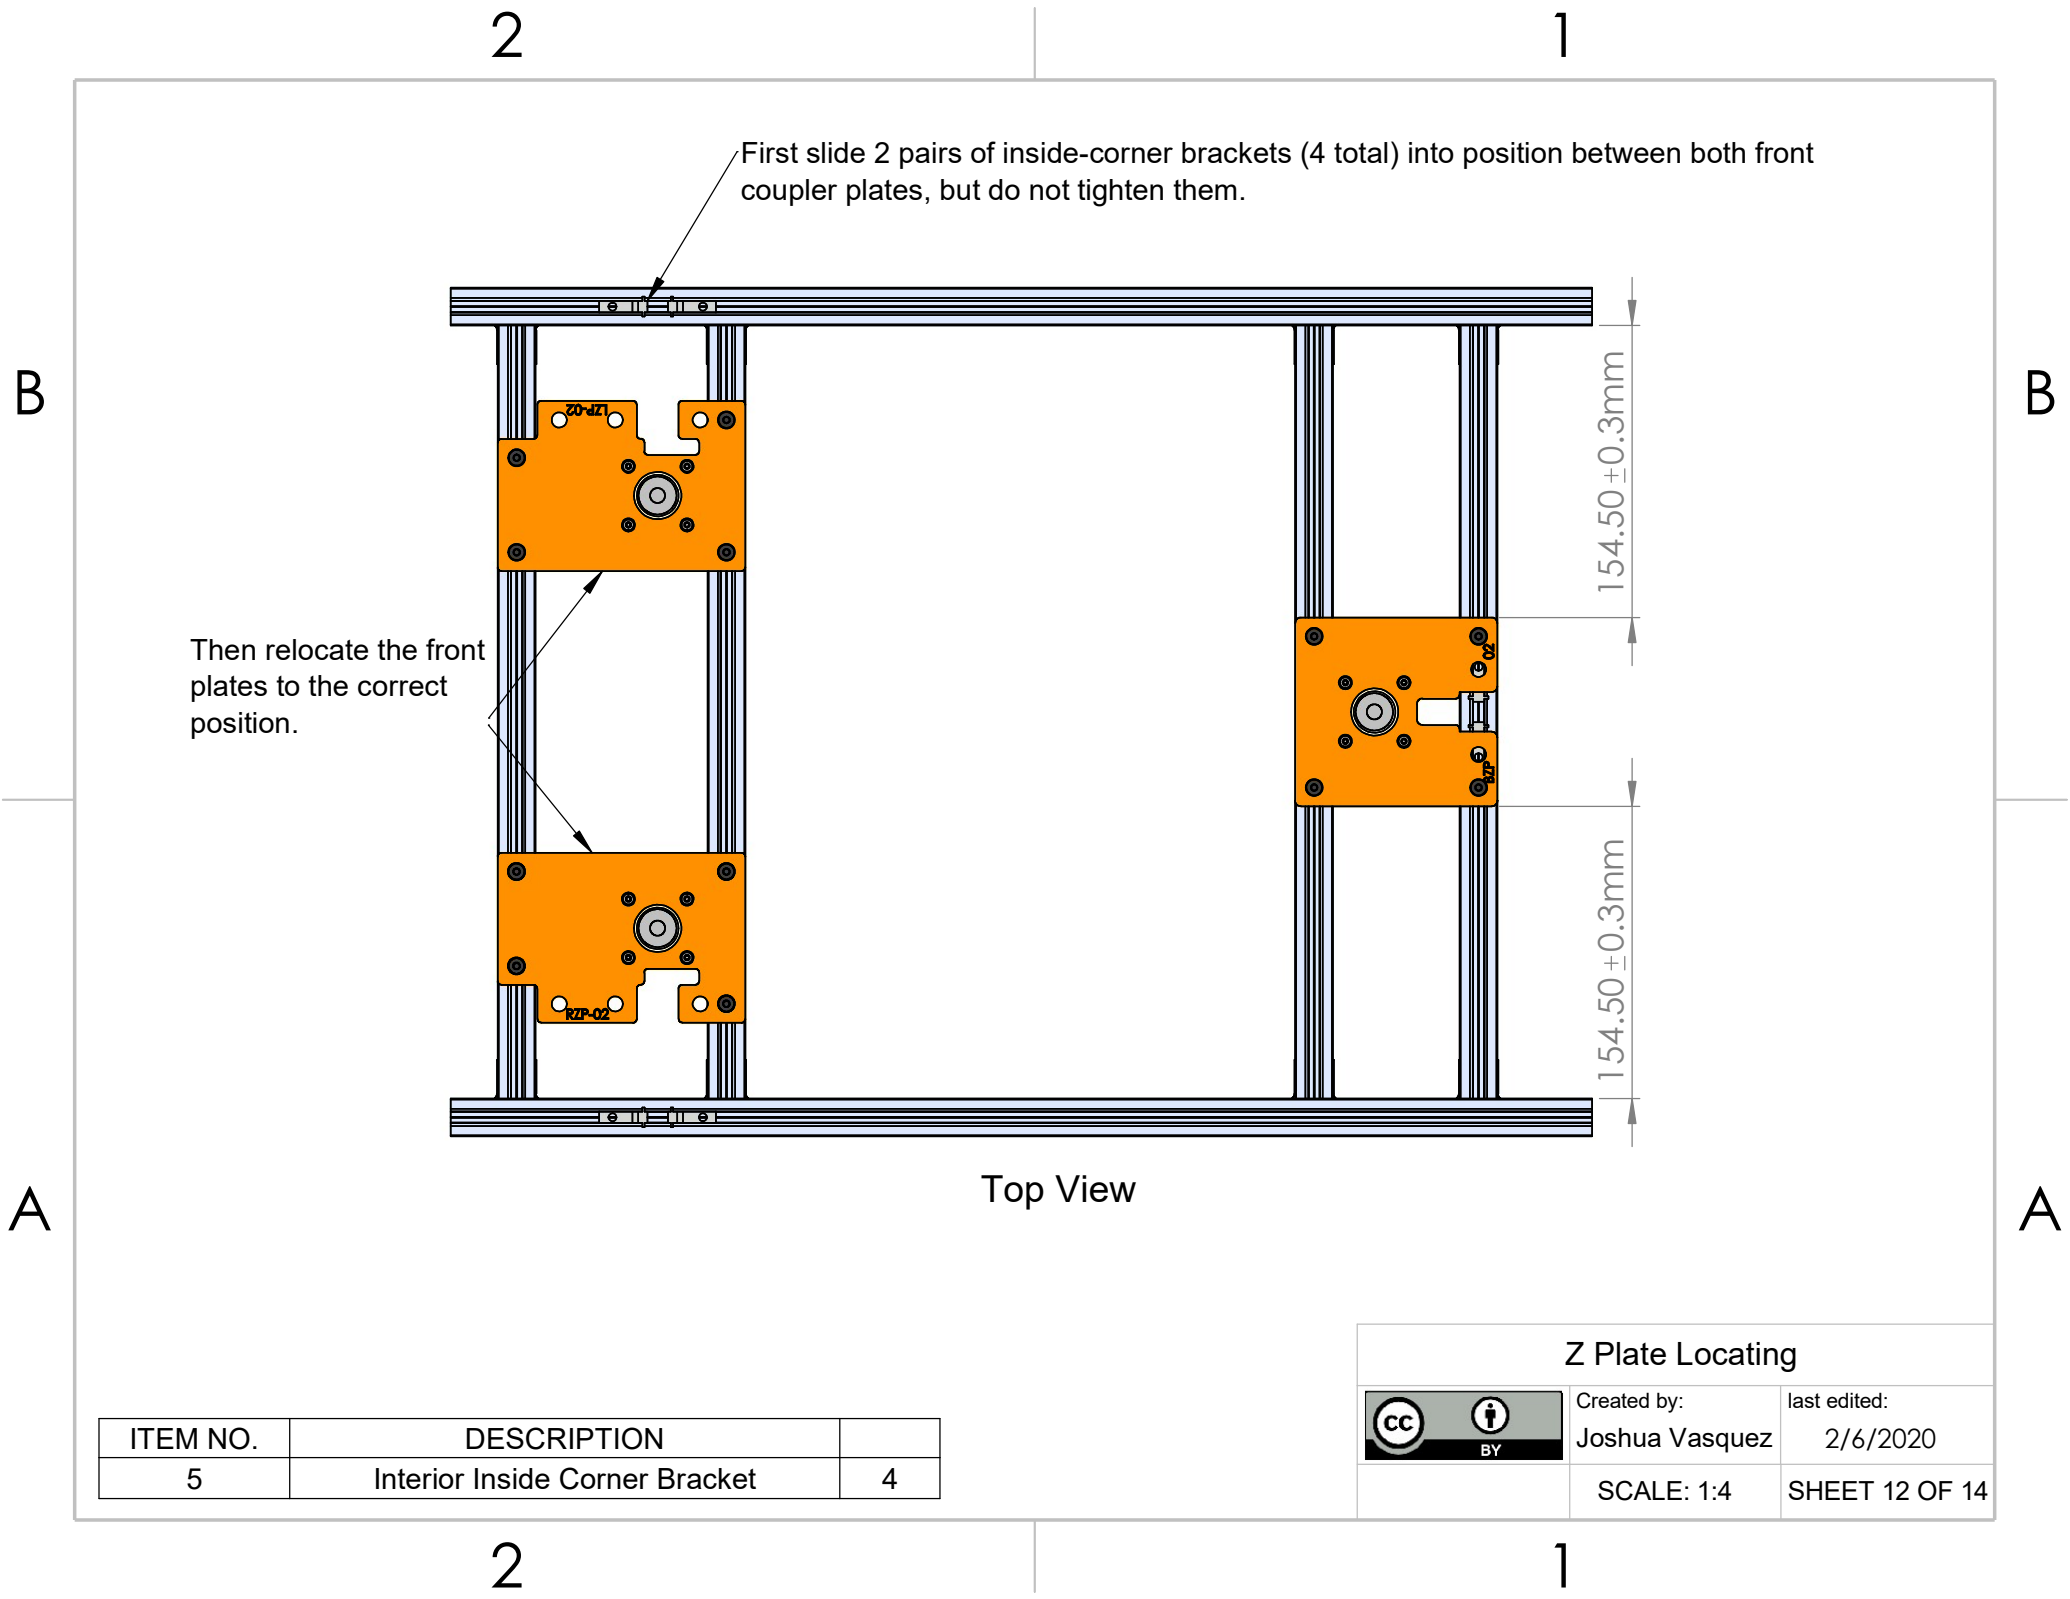 2
1
First slide 2 pairs of inside-corner brackets (4 total) into position between both front
coupler plates, but do not tighten them.
B
B
LZP-02
154.50±0.3mm
Then relocate the front
plates to the correct
position.
02
BZP
154.50±0.3mm
RZP-02
Top View
A
A
Z Plate Locating
CC
BY
Created by:
Joshua Vasquez
last edited:
2/6/2020
SCALE: 1:4
SHEET 12 OF 14
ITEM NO. DESCRIPTION
5 Interior Inside Corner Bracket 4
2
1